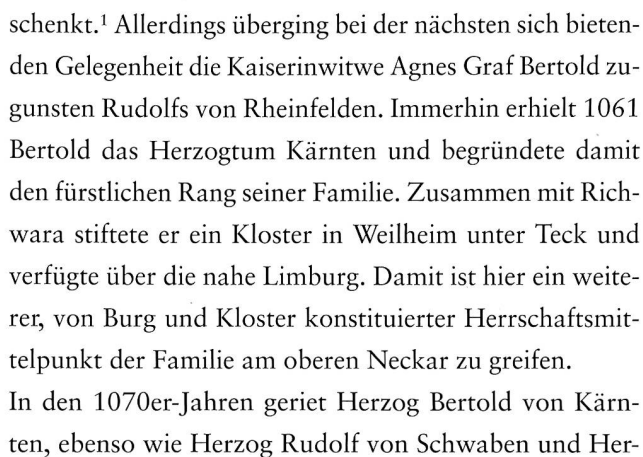 schenkt.¹ Allerdings überging bei der nächsten sich bieten-
den Gelegenheit die Kaiserinwitwe Agnes Graf Bertold zu-
gunsten Rudolfs von Rheinfelden. Immerhin erhielt 1061
Bertold das Herzogtum Kärnten und begründete damit
den fürstlichen Rang seiner Familie. Zusammen mit Rich-
wara stiftete er ein Kloster in Weilheim unter Teck und
verfügte über die nahe Limburg. Damit ist hier ein weite-
rer, von Burg und Kloster konstituierter Herrschaftsmit-
telpunkt der Familie am oberen Neckar zu greifen.
In den 1070er-Jahren geriet Herzog Bertold von Kärn-
ten, ebenso wie Herzog Rudolf von Schwaben und Her-